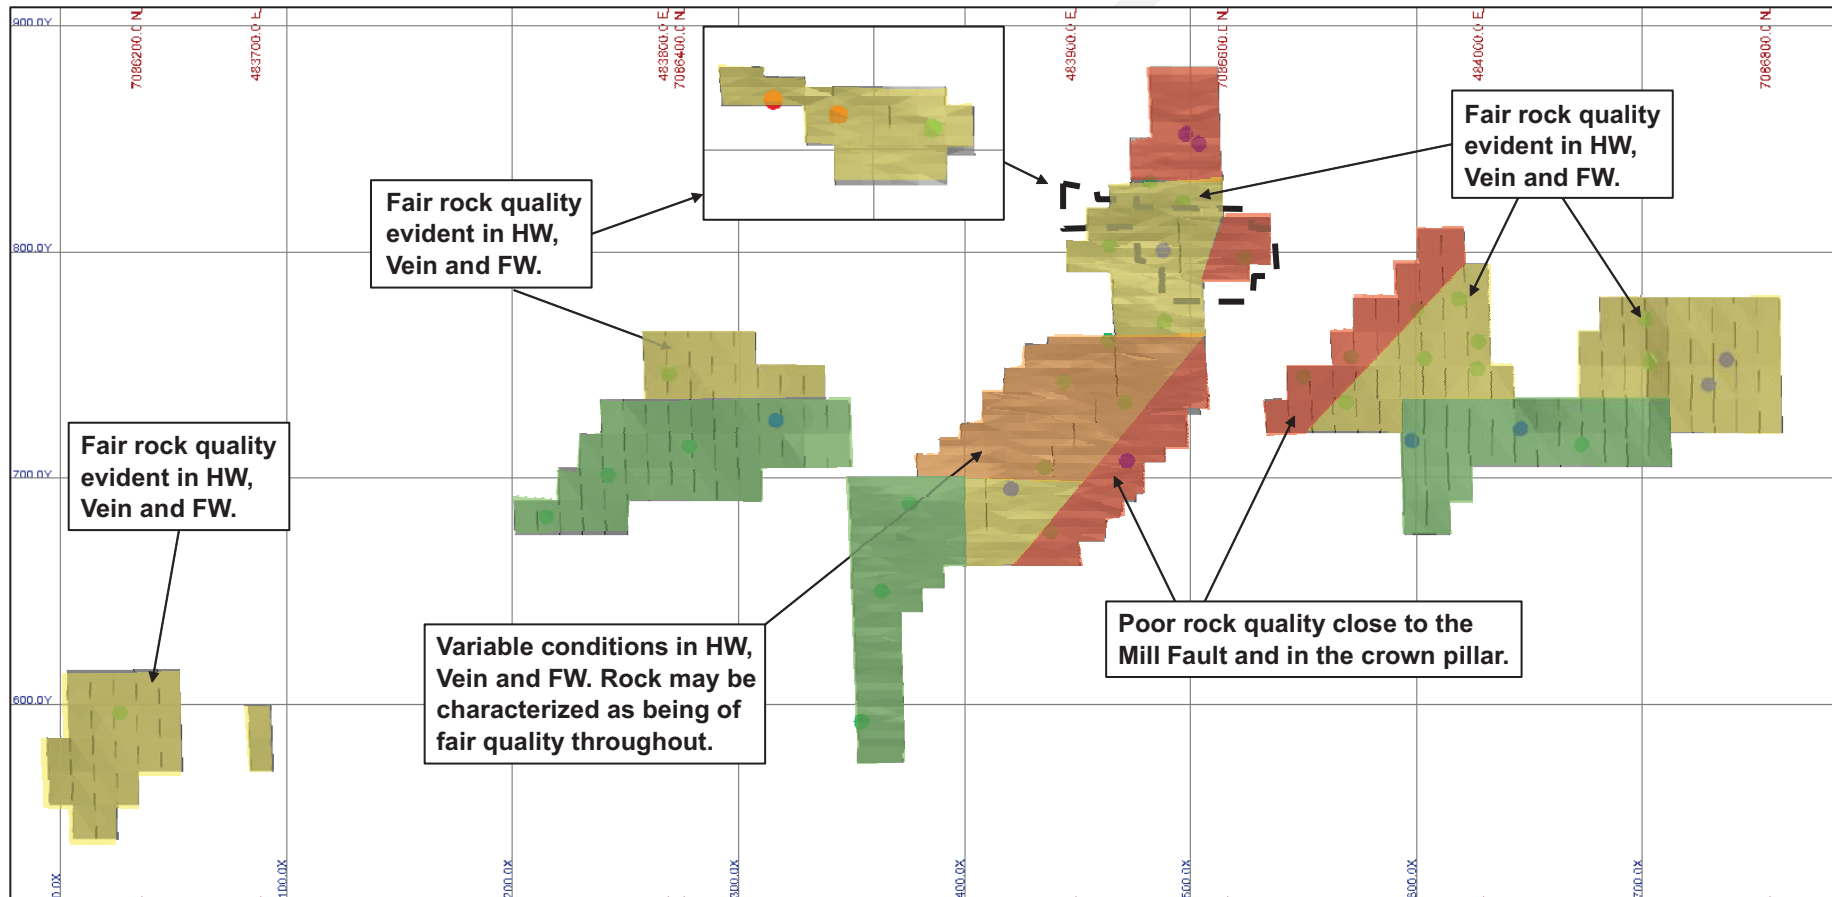 900.0Y
7086200.0 N
483700.0 E
483800.0 E
7086400.0 N
483900.0 E
7086600.0 N
484000.0 E
7086800.0 N
Fair rock quality
evident in HW,
Vein and FW.
Fair rock quality
evident in HW,
Vein and FW.
800.0Y
Fair rock quality
evident in HW,
Vein and FW.
700.0Y
Variable conditions in HW,
Vein and FW. Rock may be
characterized as being of
fair quality throughout.
Poor rock quality close to the
Mill Fault and in the crown pillar.
600.0Y
0.0X
100.0X
200.0X
300.0X
400.0X
500.0X
600.0X
700.0X